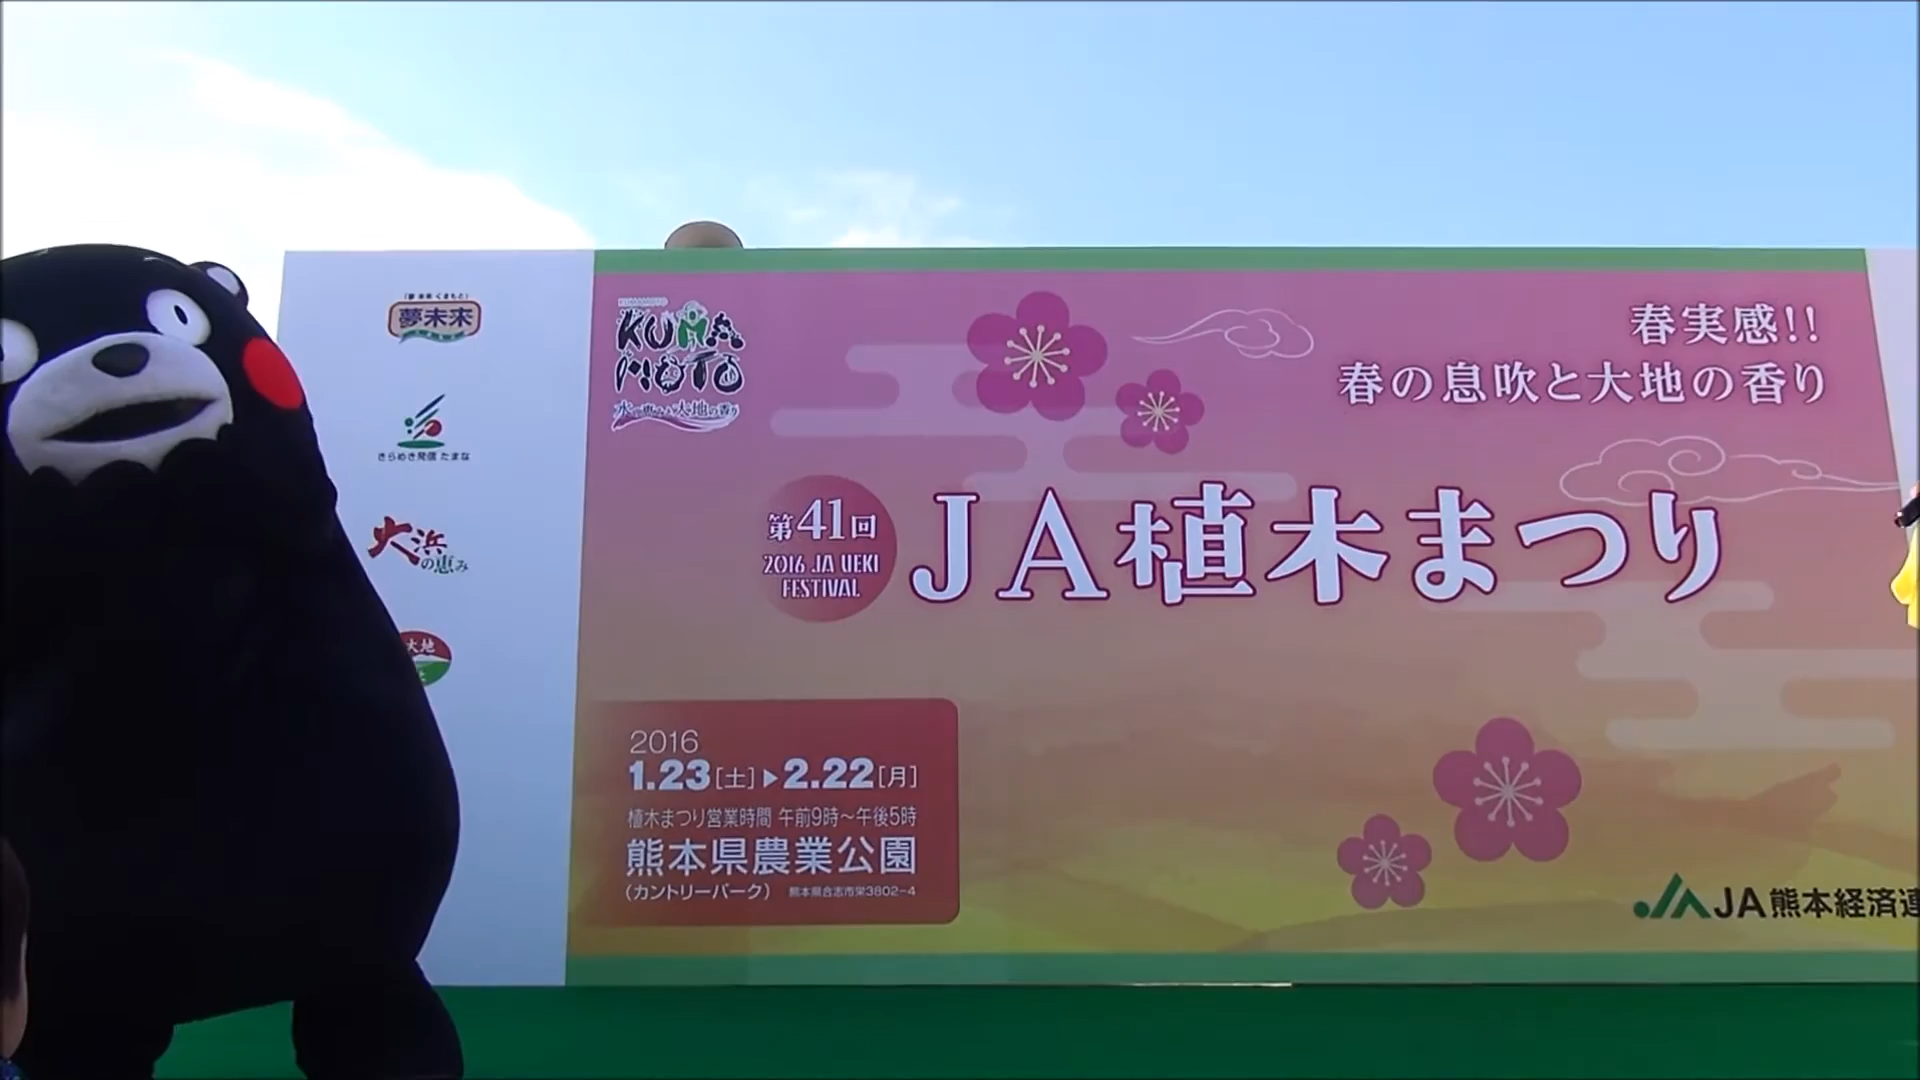 夢未来
きらめき発信 たまな
大浜
の恵み
大地
KUMAMOTO
KUMA
MOTO
春実感!!
春の息吹と大地の香り
第41回
2016 JA UEKI
FESTIVAL
JA植木まつり
2016
1.23[土]▶2.22[月]
植木まつり営業時間 午前9時〜午後5時
熊本県農業公園
(カントリーパーク) 熊本県合志市栄3802-4
JA熊本経済連